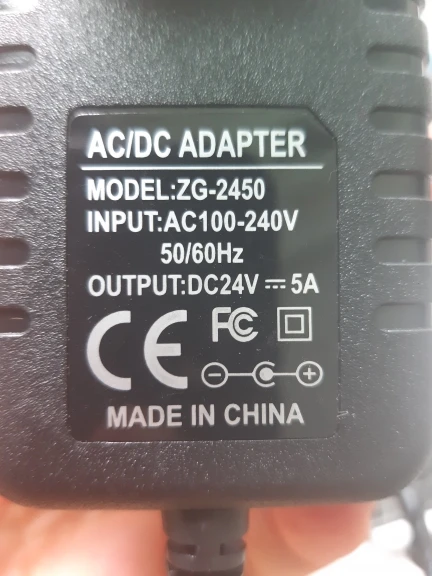 AC/DC ADAPTER
MODEL:ZG-2450
INPUT:AC100-240V
50/60Hz
OUTPUT:DC24V ⎓ 5A
CE FC
MADE IN CHINA